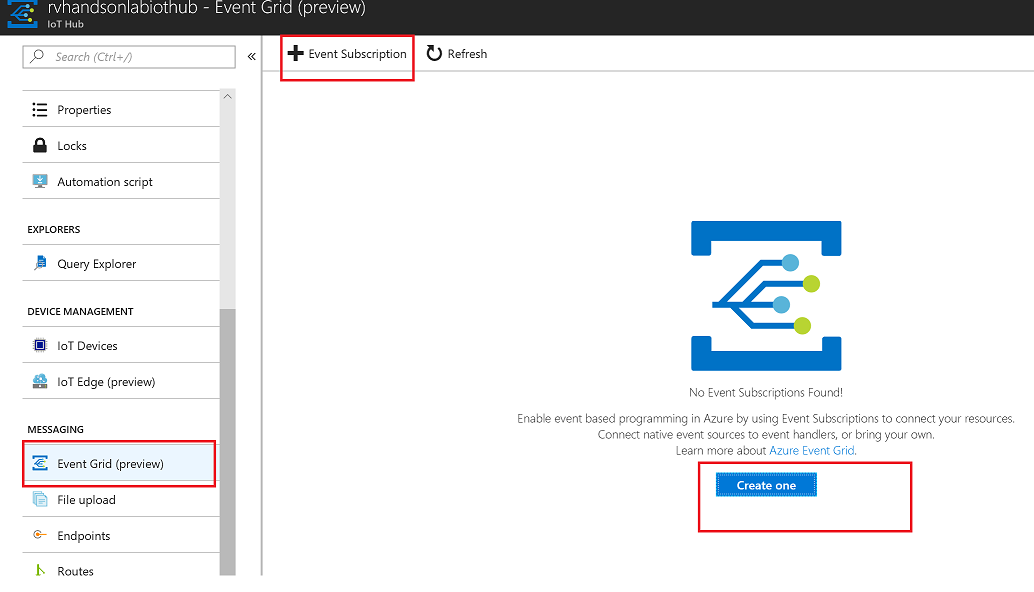 rvhandsonlabiothub - Event Grid (preview)
IoT Hub
Search (Ctrl+/)
«
Event Subscription
Refresh
Properties
Locks
Automation script
EXPLORERS
Query Explorer
DEVICE MANAGEMENT
IoT Devices
IoT Edge (preview)
MESSAGING
Event Grid (preview)
File upload
Endpoints
Routes
No Event Subscriptions Found!
Enable event based programming in Azure by using Event Subscriptions to connect your resources.
Connect native event sources to event handlers, or bring your own.
Learn more about Azure Event Grid.
Create one